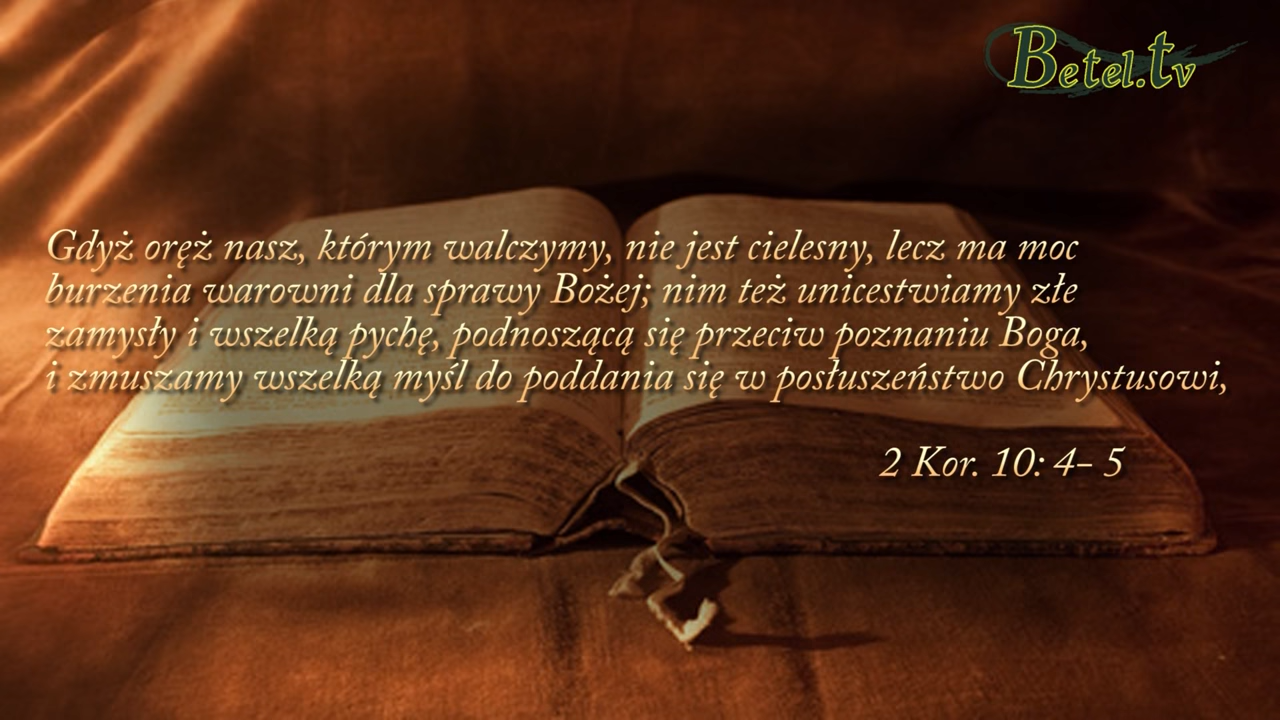 Betel.tv
Gdyż oręż nasz, którym walczymy, nie jest cielesny, lecz ma moc
burzenia warowni dla sprawy Bożej; nim też unicestwiamy złe
zamysły i wszelką pychę, podnoszącą się przeciw poznaniu Boga,
i zmuszamy wszelką myśl do poddania się w posłuszeństwo Chrystusowi,
2 Kor. 10: 4- 5